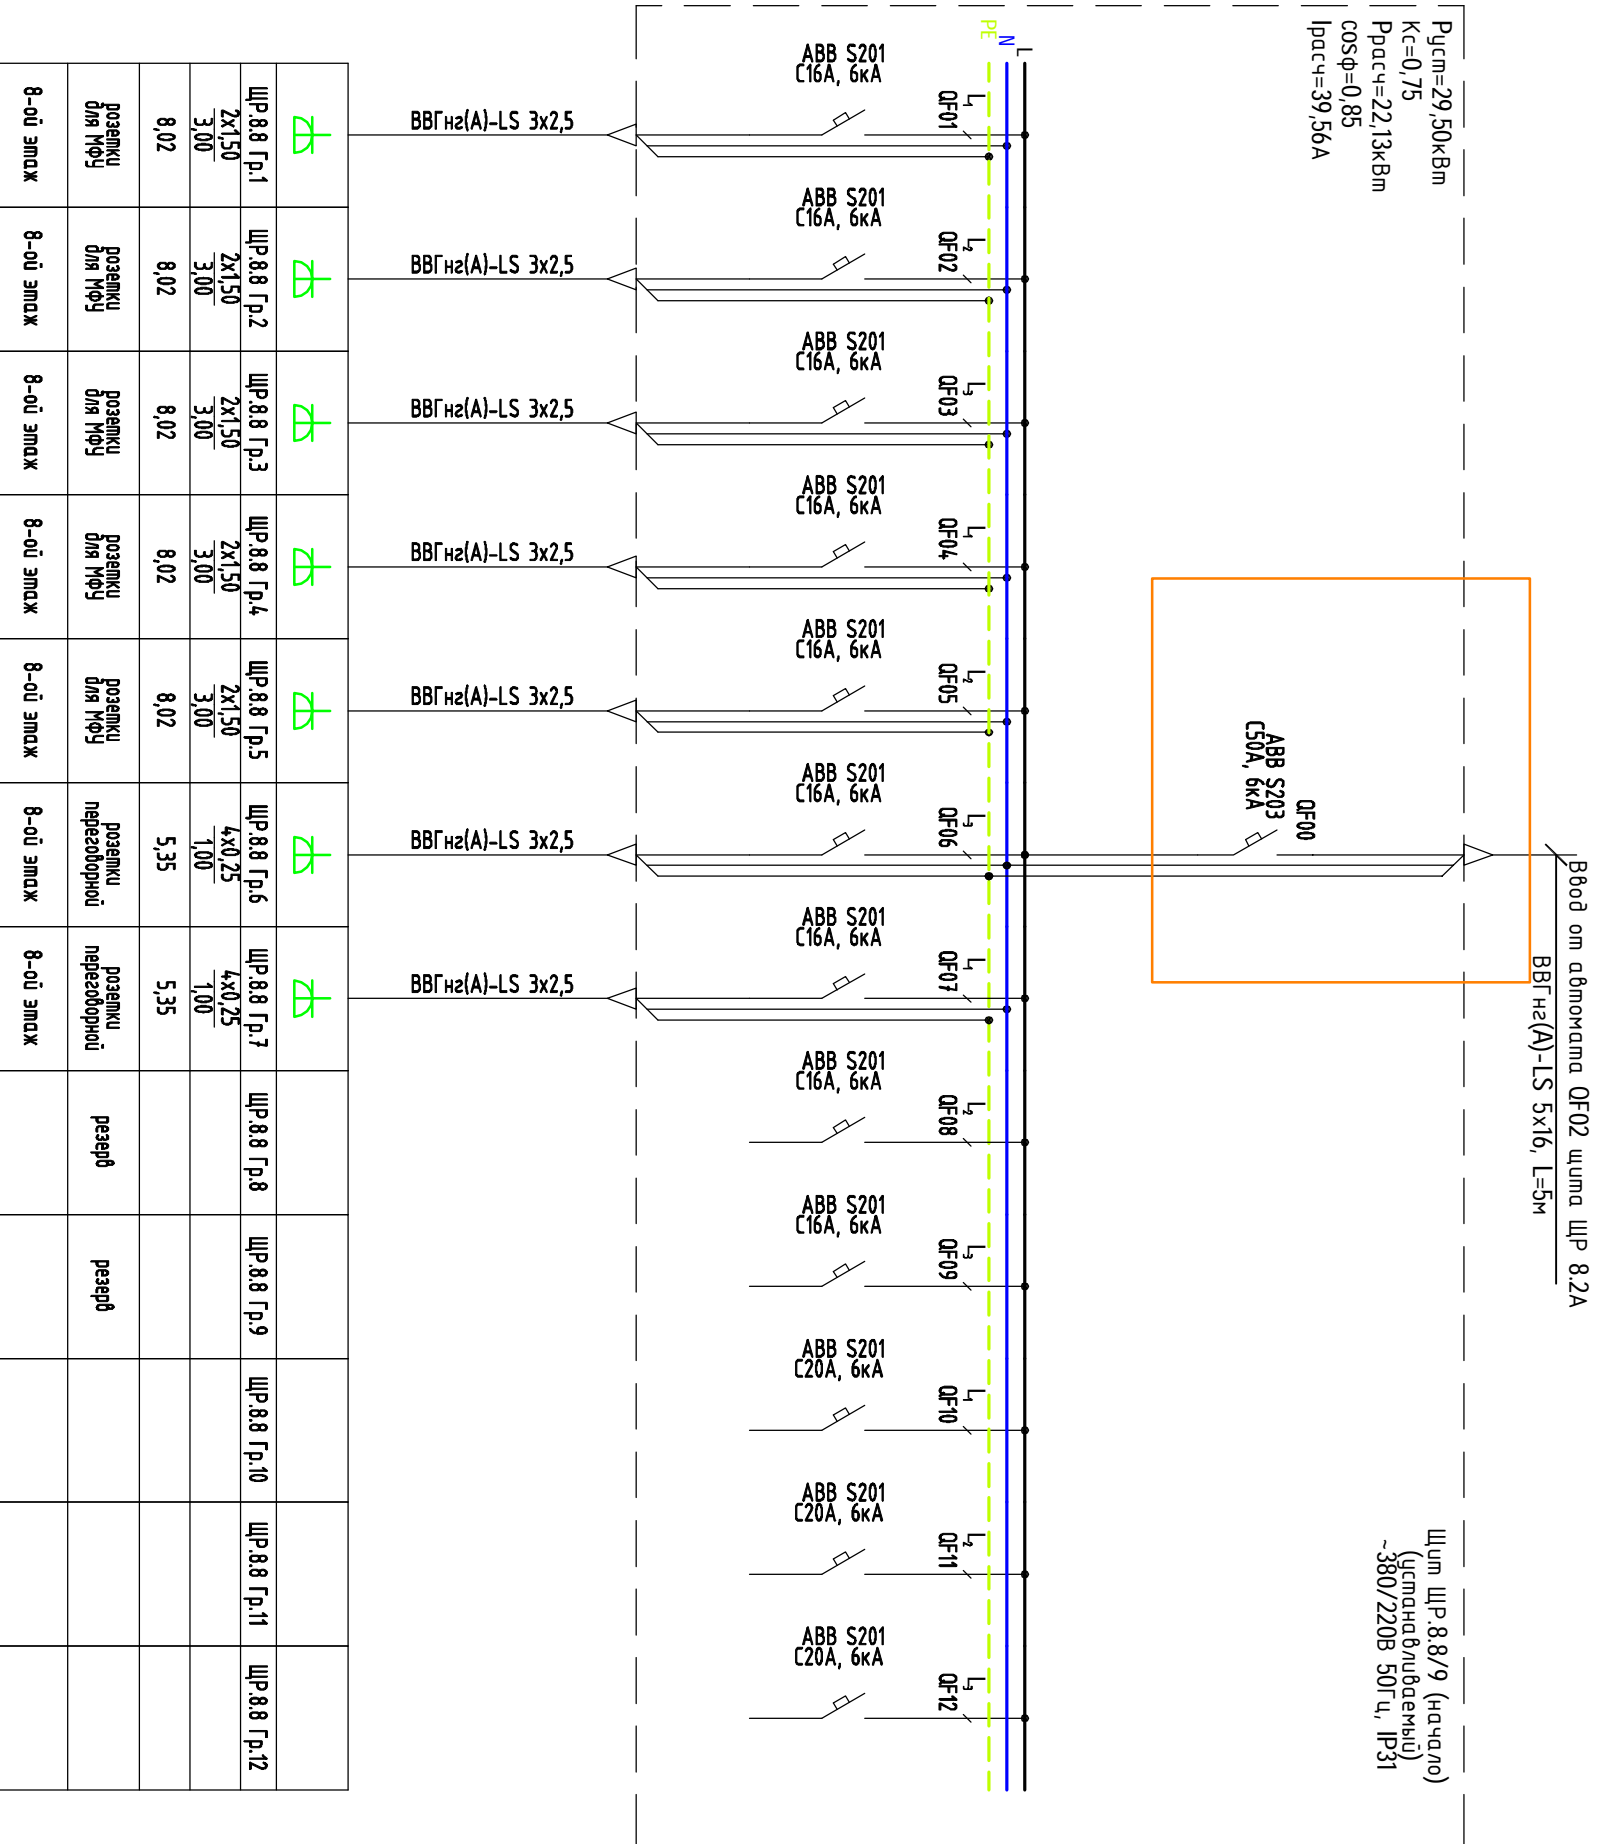 Руст=29,50кВт
Кс=0,75
Ррасч=22,13кВт
cosφ=0,85
Iрасч=39,56А
Ввод от автомата QF02 щита ЩР 8.2А
ВВГнг(А)-LS 5х16, L=5м
Щит ЩР.8.8/9 (начало)
(устанавливаемый)
~380/220В 50Гц, IP31
QF00
ABB S203
C50A, 6кА
L
N
PE
L1
QF01
ABB S201
C16A, 6кА
L2
QF02
ABB S201
C16A, 6кА
L3
QF03
ABB S201
C16A, 6кА
L1
QF04
ABB S201
C16A, 6кА
L2
QF05
ABB S201
C16A, 6кА
L3
QF06
ABB S201
C16A, 6кА
L1
QF07
ABB S201
C16A, 6кА
L2
QF08
ABB S201
C16A, 6кА
L3
QF09
ABB S201
C16A, 6кА
L1
QF10
ABB S201
C20A, 6кА
L2
QF11
ABB S201
C20A, 6кА
L3
QF12
ABB S201
C20A, 6кА
ВВГнг(А)-LS 3х2,5
ВВГнг(А)-LS 3х2,5
ВВГнг(А)-LS 3х2,5
ВВГнг(А)-LS 3х2,5
ВВГнг(А)-LS 3х2,5
ВВГнг(А)-LS 3х2,5
ВВГнг(А)-LS 3х2,5
ЩР.8.8 Гр.1
2х1,50
3,00
8,02
розетки
для МФУ
8-ой этаж
ЩР.8.8 Гр.2
2х1,50
3,00
8,02
розетки
для МФУ
8-ой этаж
ЩР.8.8 Гр.3
2х1,50
3,00
8,02
розетки
для МФУ
8-ой этаж
ЩР.8.8 Гр.4
2х1,50
3,00
8,02
розетки
для МФУ
8-ой этаж
ЩР.8.8 Гр.5
2х1,50
3,00
8,02
розетки
для МФУ
8-ой этаж
ЩР.8.8 Гр.6
4х0,25
1,00
5,35
розетки
переговорной
8-ой этаж
ЩР.8.8 Гр.7
4х0,25
1,00
5,35
розетки
переговорной
8-ой этаж
ЩР.8.8 Гр.8
резерв
ЩР.8.8 Гр.9
резерв
ЩР.8.8 Гр.10
ЩР.8.8 Гр.11
ЩР.8.8 Гр.12